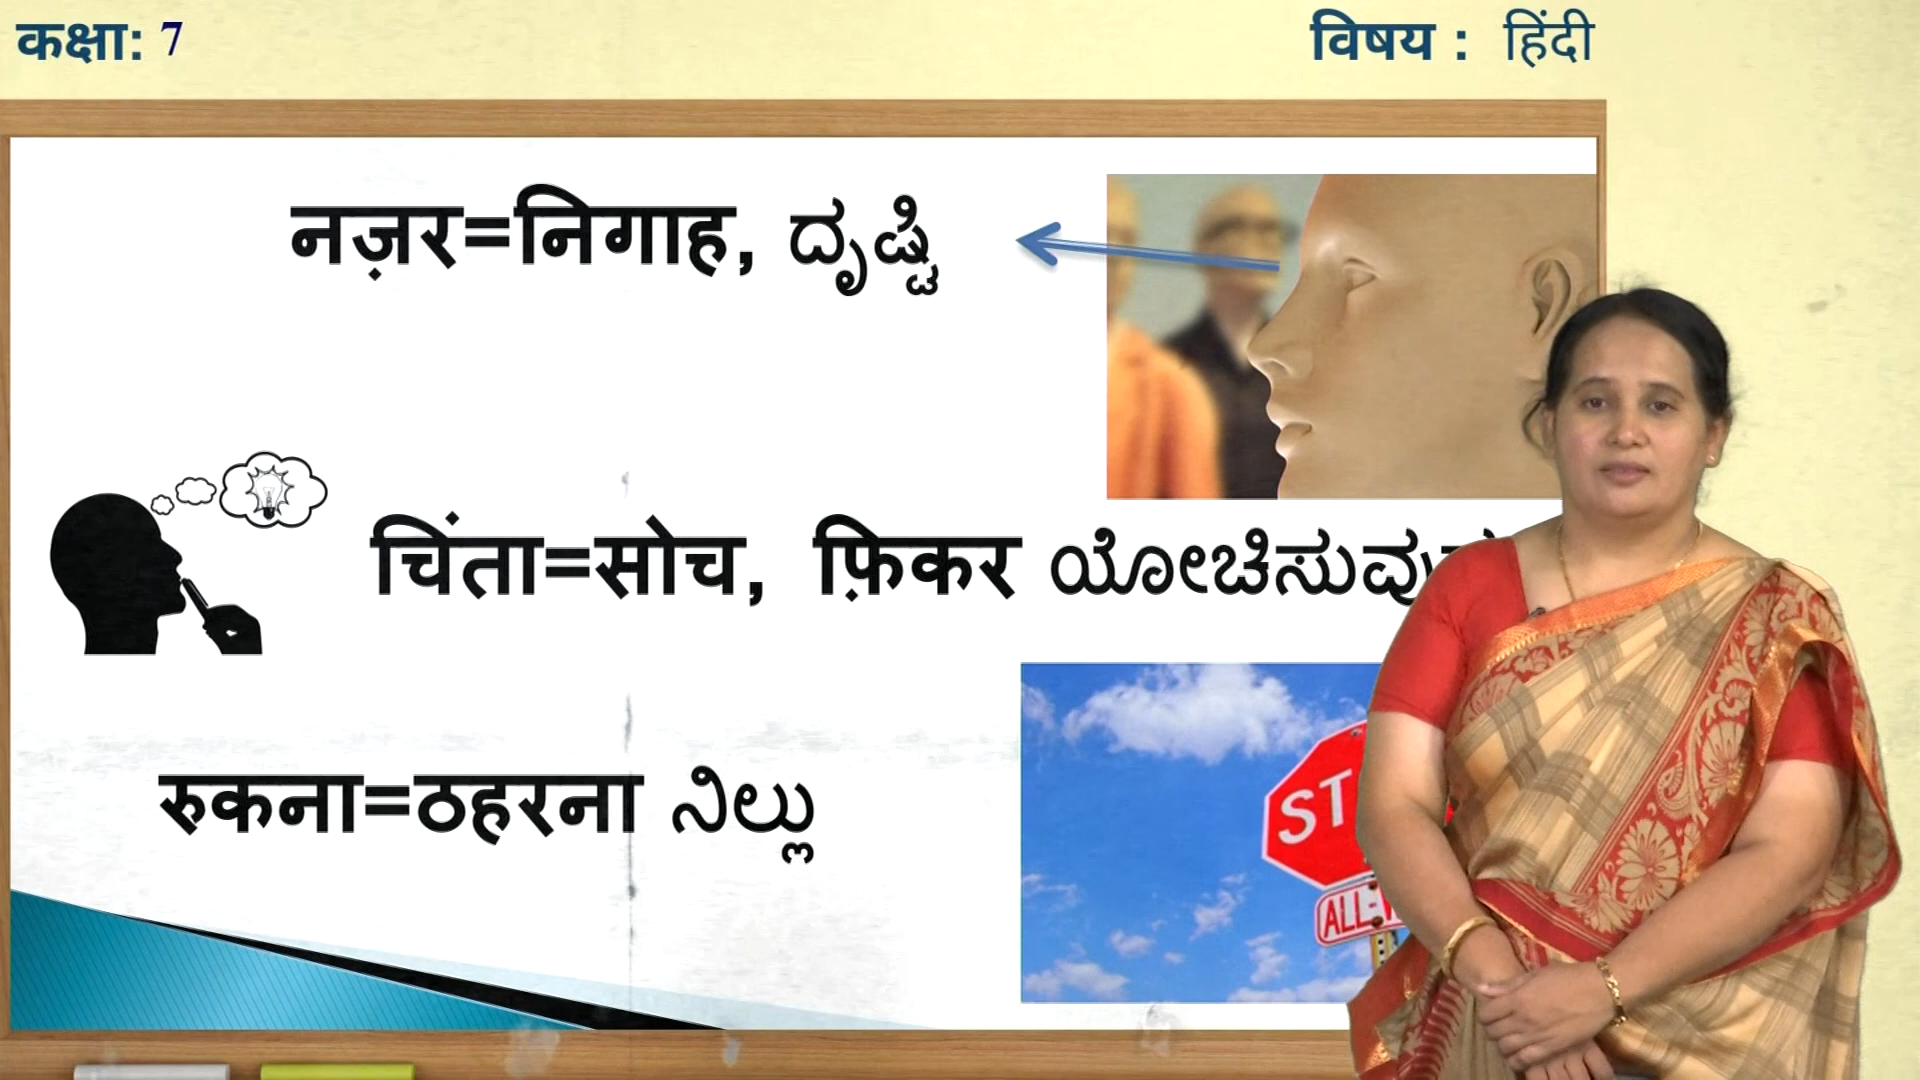 कक्षा: 7
विषय : हिंदी
नज़र=निगाह, ದೃಷ್ಟಿ
चिंता=सोच, फ़िकर
रुकना=ठहरना ನಿಲ್ಲು